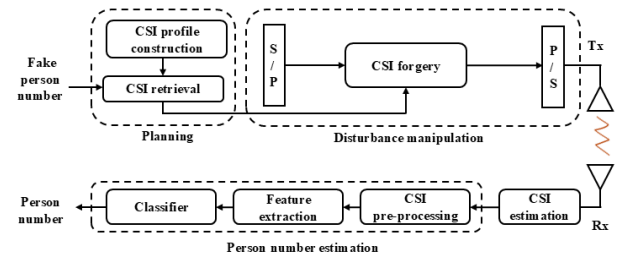 CSI profile
construction
S
/
P
P
/
S
Tx
Fake
person
number
CSI forgery
CSI retrieval
Planning
Disturbance manipulation
Person
number
Classifier
Feature
extraction
CSI
pre-processing
CSI
estimation
Rx
Person number estimation